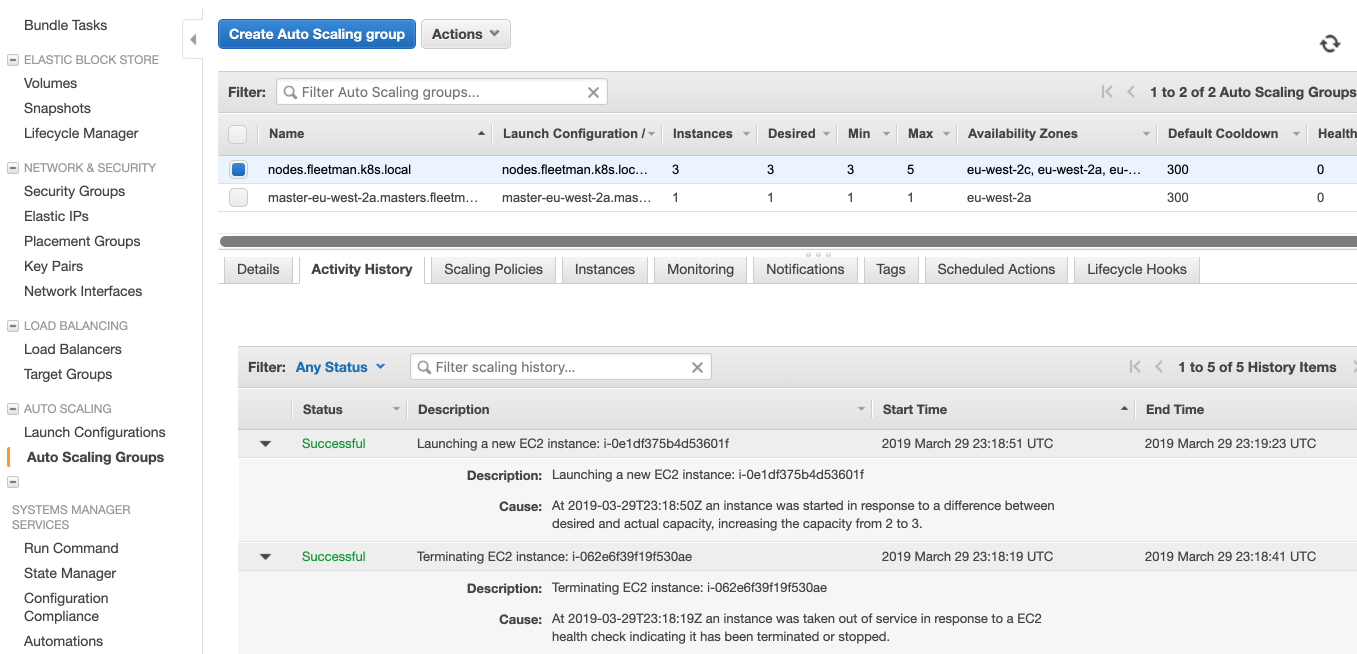 Bundle Tasks
ELASTIC BLOCK STORE
Volumes
Snapshots
Lifecycle Manager
NETWORK & SECURITY
Security Groups
Elastic IPs
Placement Groups
Key Pairs
Network Interfaces
LOAD BALANCING
Load Balancers
Target Groups
AUTO SCALING
Launch Configurations
Auto Scaling Groups
SYSTEMS MANAGER
SERVICES
Run Command
State Manager
Configuration
Compliance
Automations
Create Auto Scaling group Actions
Filter: Filter Auto Scaling groups... 1 to 2 of 2 Auto Scaling Groups
Name Launch Configuration / Instances Desired Min Max Availability Zones Default Cooldown Health
nodes.fleetman.k8s.local nodes.fleetman.k8s.loc... 3 3 3 5 eu-west-2c, eu-west-2a, eu-... 300 0
master-eu-west-2a.masters.fleetm... master-eu-west-2a.mas... 1 1 1 1 eu-west-2a 300 0
Details Activity History Scaling Policies Instances Monitoring Notifications Tags Scheduled Actions Lifecycle Hooks
Filter: Any Status Filter scaling history... 1 to 5 of 5 History Items
Status Description Start Time End Time
Successful Launching a new EC2 instance: i-0e1df375b4d53601f 2019 March 29 23:18:51 UTC 2019 March 29 23:19:23 UTC
Description: Launching a new EC2 instance: i-0e1df375b4d53601f
Cause: At 2019-03-29T23:18:50Z an instance was started in response to a difference between
desired and actual capacity, increasing the capacity from 2 to 3.
Successful Terminating EC2 instance: i-062e6f39f19f530ae 2019 March 29 23:18:19 UTC 2019 March 29 23:18:41 UTC
Description: Terminating EC2 instance: i-062e6f39f19f530ae
Cause: At 2019-03-29T23:18:19Z an instance was taken out of service in response to a EC2
health check indicating it has been terminated or stopped.